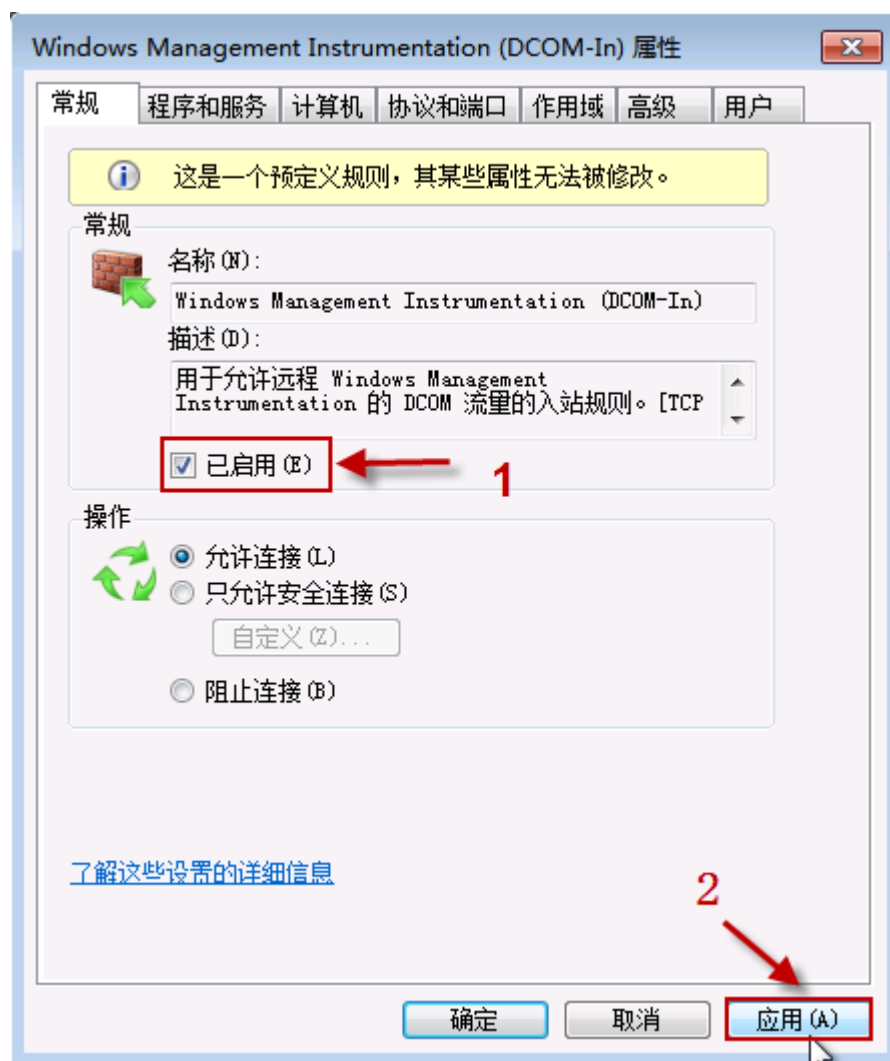 Windows Management Instrumentation (DCOM-In) 属性
常规 程序和服务 计算机 协议和端口 作用域 高级 用户
这是一个预定义规则，其某些属性无法被修改。
常规
名称(N):
Windows Management Instrumentation (DCOM-In)
描述(D):
用于允许远程 Windows Management
Instrumentation 的 DCOM 流量的入站规则。[TCP
已启用(E)
1
操作
允许连接(L)
只允许安全连接(S)
自定义(Z)...
阻止连接(B)
了解这些设置的详细信息
2
确定 取消 应用(A)